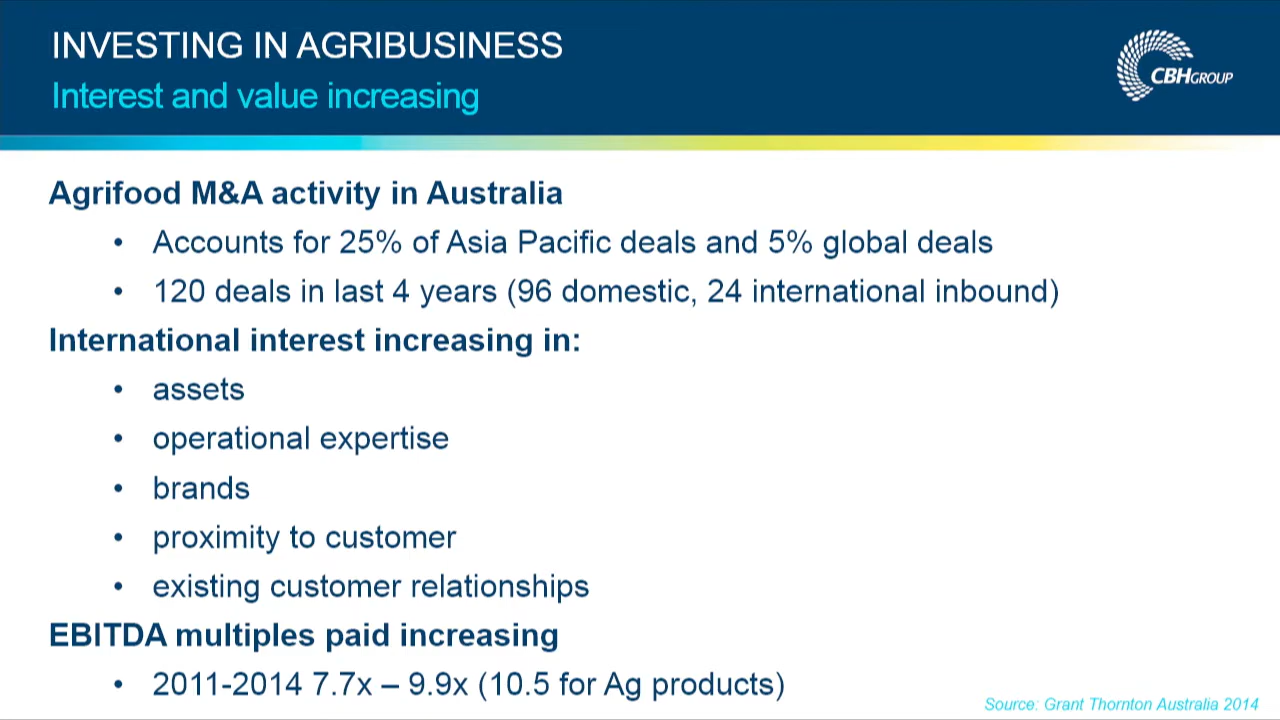 INVESTING IN AGRIBUSINESS
Interest and value increasing
CBHGROUP
Agrifood M&A activity in Australia
• Accounts for 25% of Asia Pacific deals and 5% global deals
• 120 deals in last 4 years (96 domestic, 24 international inbound)
International interest increasing in:
• assets
• operational expertise
• brands
• proximity to customer
• existing customer relationships
EBITDA multiples paid increasing
• 2011-2014 7.7x – 9.9x (10.5 for Ag products)
Source: Grant Thornton Australia 2014